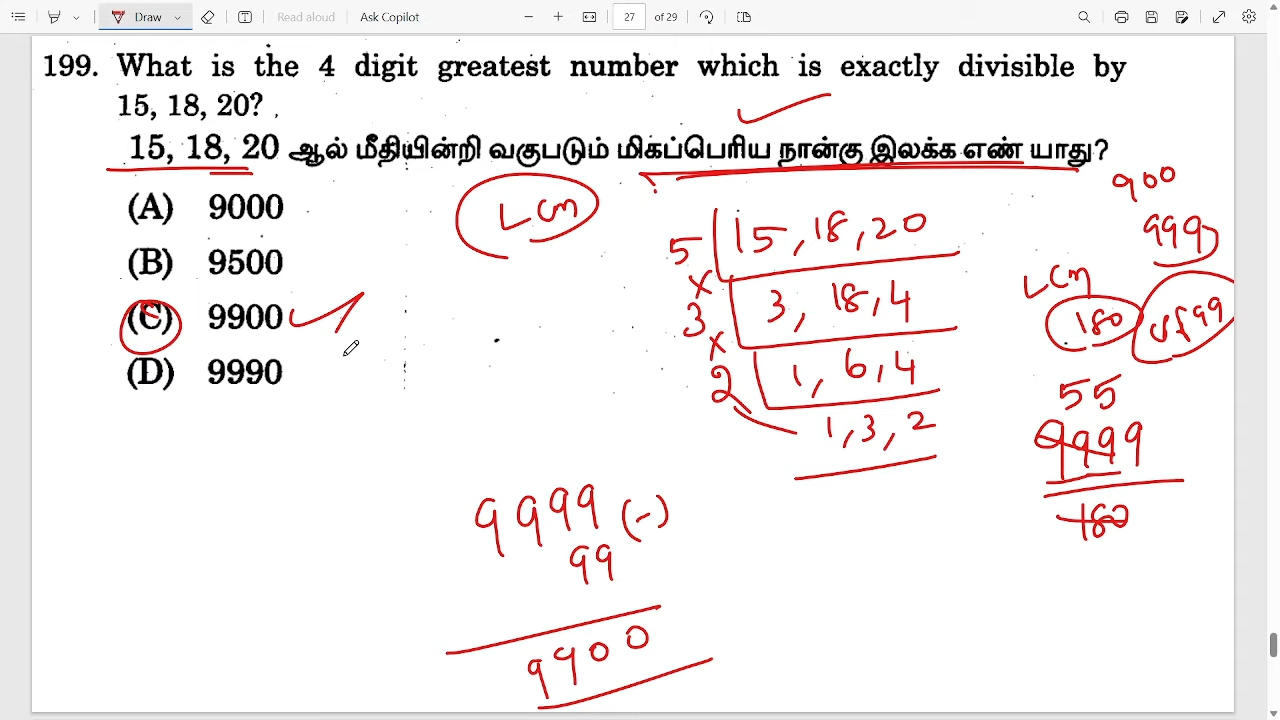 Draw
Read aloud
Ask Copilot
27 of 29
199. What is the 4 digit greatest number which is exactly divisible by
15, 18, 20?
15, 18, 20 ஆல் மீதியின்றி வகுபடும் மிகப்பெரிய நான்கு இலக்க எண் யாது?
(A) 9000
(B) 9500
(C) 9900
(D) 9990
LCM
5 15, 18, 20
x
3 3, 18, 4
x
2 1, 6, 4
1, 3, 2
900
999
LCM
180
99
55
9999
180
9999 (-)
99
9900